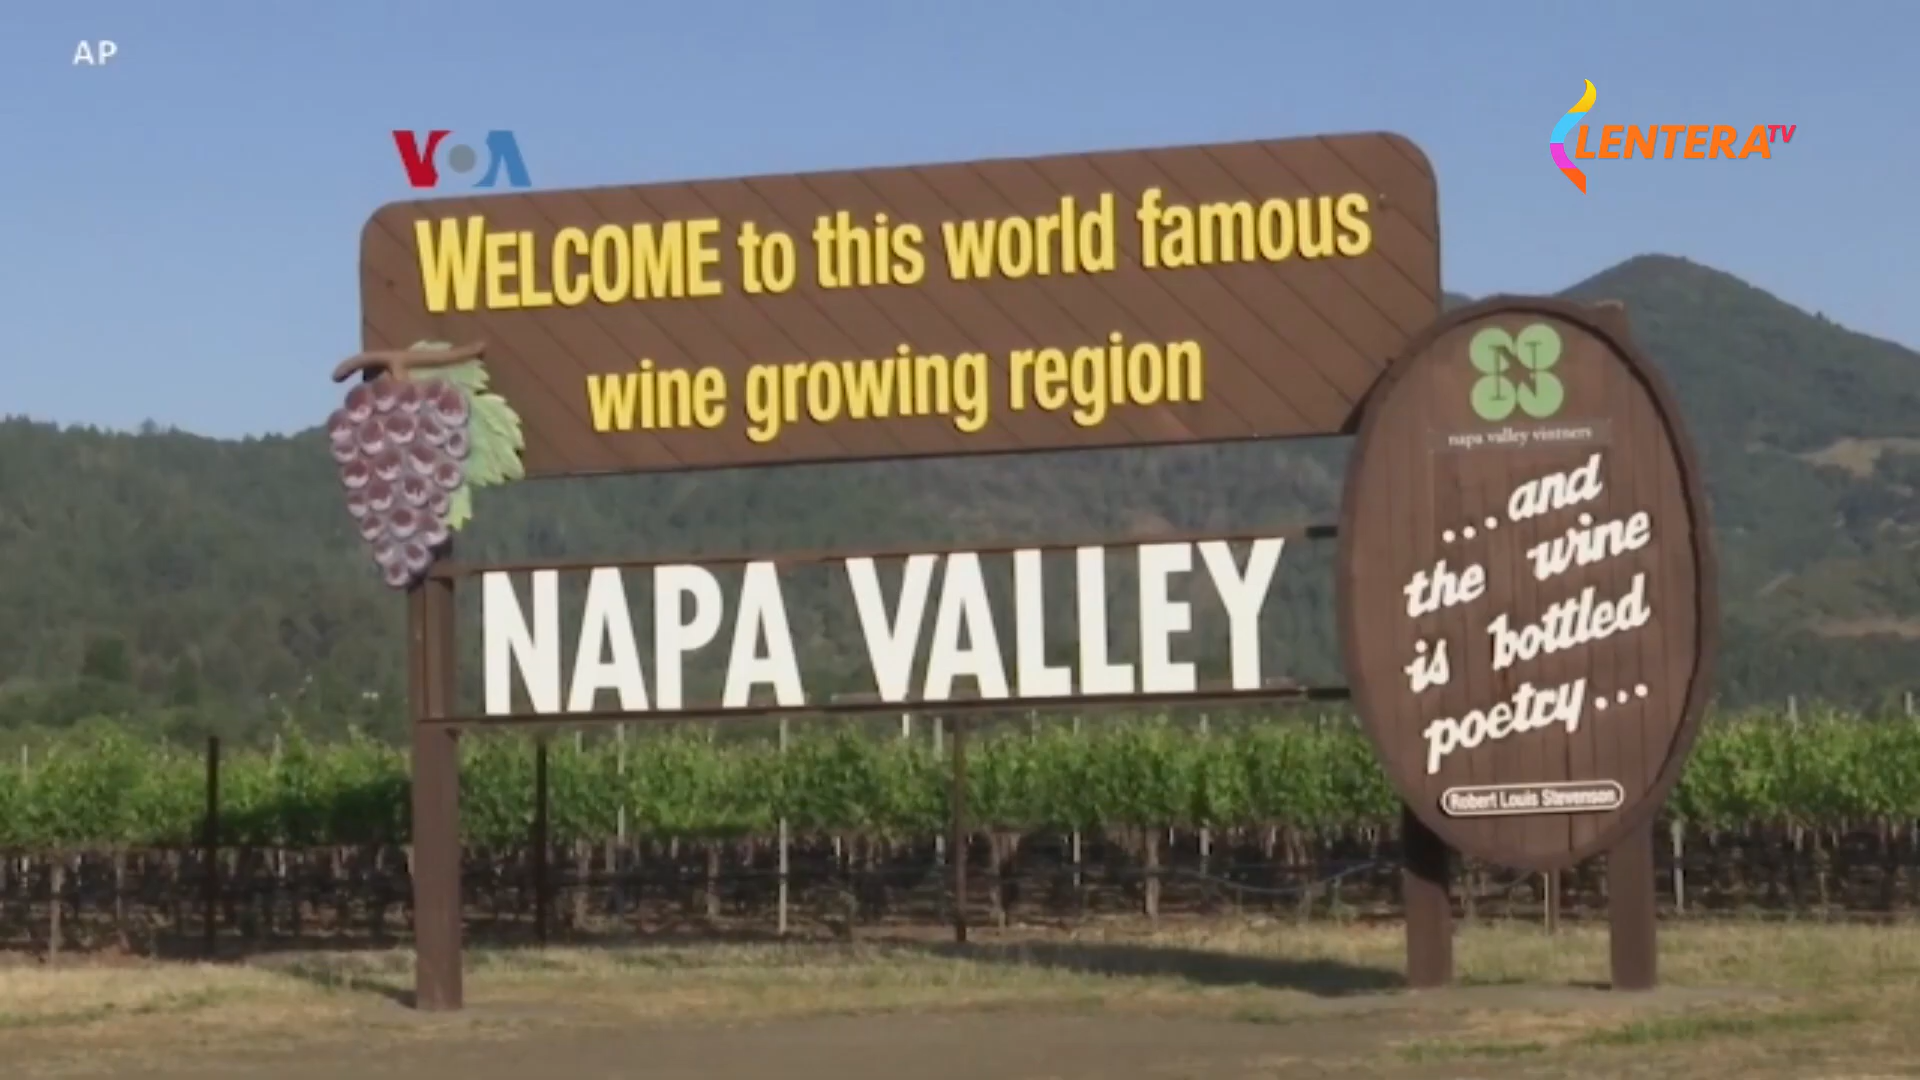 AP
VOA
LENTERA TV
WELCOME to this world famous
wine growing region
NAPA VALLEY
N
napa valley vintners
...and
the wine
is bottled
poetry...
Robert Louis Stevenson